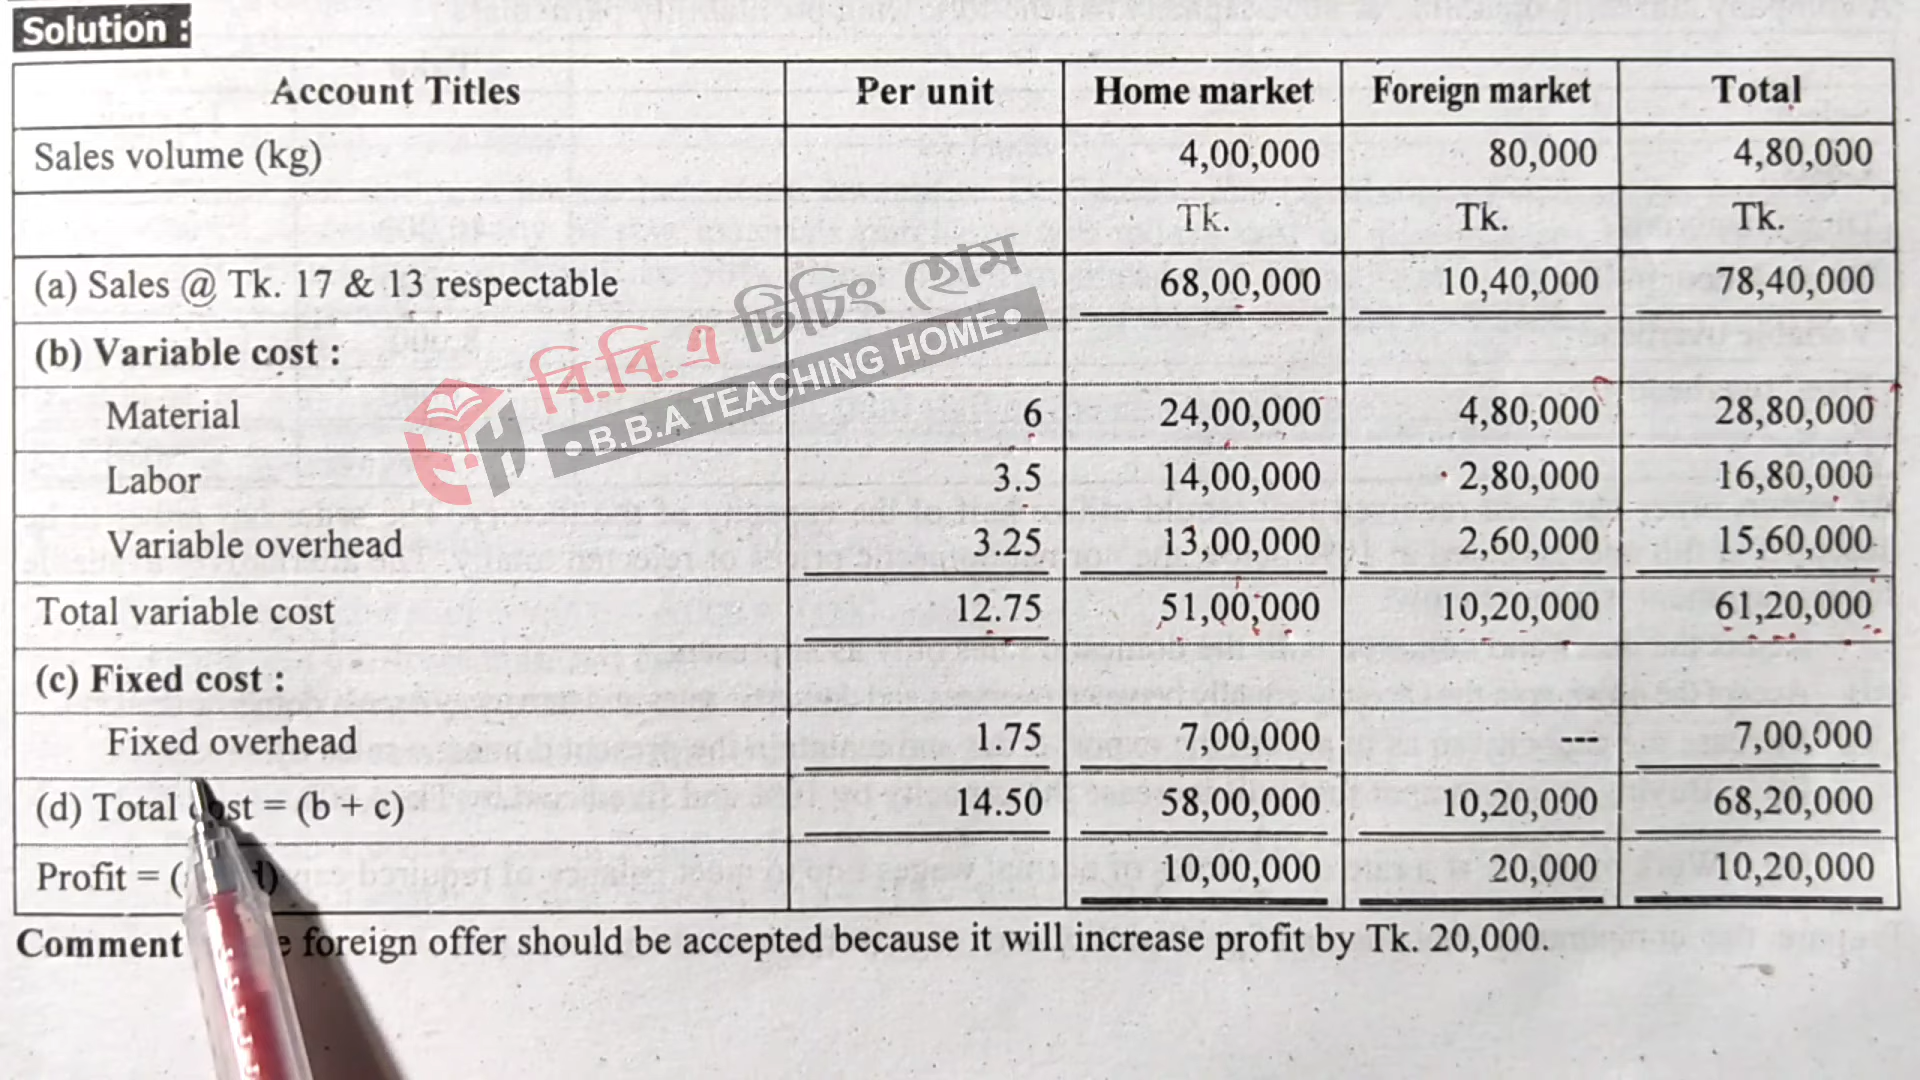 Solution :
Account Titles Per unit Home market Foreign market Total
Sales volume (kg) 4,00,000 80,000 4,80,000
Tk. Tk. Tk.
(a) Sales @ Tk. 17 & 13 respectable 68,00,000 10,40,000 78,40,000
(b) Variable cost :
Material 6 24,00,000 4,80,000 28,80,000
Labor 3.5 14,00,000 2,80,000 16,80,000
Variable overhead 3.25 13,00,000 2,60,000 15,60,000
Total variable cost 12.75 51,00,000 10,20,000 61,20,000
(c) Fixed cost :
Fixed overhead 1.75 7,00,000 --- 7,00,000
(d) Total cost = (b + c) 14.50 58,00,000 10,20,000 68,20,000
Profit = ( d) 10,00,000 20,000 10,20,000
Comment foreign offer should be accepted because it will increase profit by Tk. 20,000.
বি.বি.এ টিচিং হোম
•B.B.A TEACHING HOME•